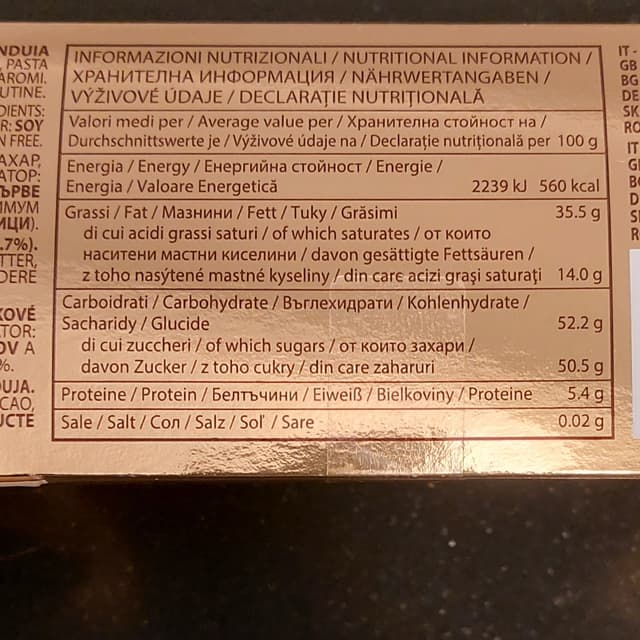 NDUIA
, PASTA
AROMI.
UTINE.
DIENTS:
R: SOY
N FREE.
АХАР,
АТОР:
ЪРВЕ
ИМУМ
ИЦИ).
.7%).
TTER,
DERE
KOVÉ
TOR:
OV A
%.
UJA.
CAO,
UCTE
INFORMAZIONI NUTRIZIONALI / NUTRITIONAL INFORMATION /
ХРАНИТЕЛНА ИНФОРМАЦИЯ / NÄHRWERTANGABEN /
VÝŽIVOVÉ ÚDAJE / DECLARAȚIE NUTRIȚIONALĂ
Valori medi per / Average value per / Хранителна стойност на /
Durchschnittswerte je / Výživové údaje na / Declarație nutrițională per 100 g
Energia / Energy / Енергийна стойност / Energie /
Energia / Valoare Energetică 2239 kJ 560 kcal
Grassi / Fat / Мазнини / Fett / Tuky / Grăsimi 35.5 g
di cui acidi grassi saturi / of which saturates / от които
наситени мастни киселини / davon gesättigte Fettsäuren /
z toho nasýtené mastné kyseliny / din care acizi grași saturați 14.0 g
Carboidrati / Carbohydrate / Въглехидрати / Kohlenhydrate /
Sacharidy / Glucide 52.2 g
di cui zuccheri / of which sugars / от които захари /
davon Zucker / z toho cukry / din care zaharuri 50.5 g
Proteine / Protein / Белтъчини / Eiweiß / Bielkoviny / Proteine 5.4 g
Sale / Salt / Сол / Salz / Soľ / Sare 0.02 g
IT -
GB
BG
DE
SK
RO
IT